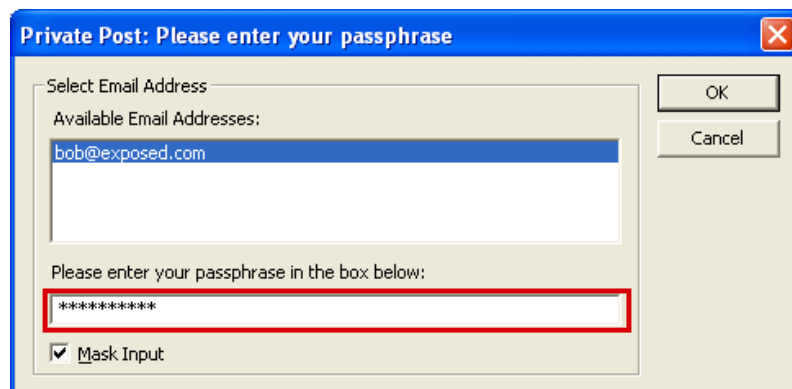 Private Post: Please enter your passphrase
Select Email Address
OK
Available Email Addresses:
Cancel
bob@exposed.com
Please enter your passphrase in the box below:
**********
Mask Input